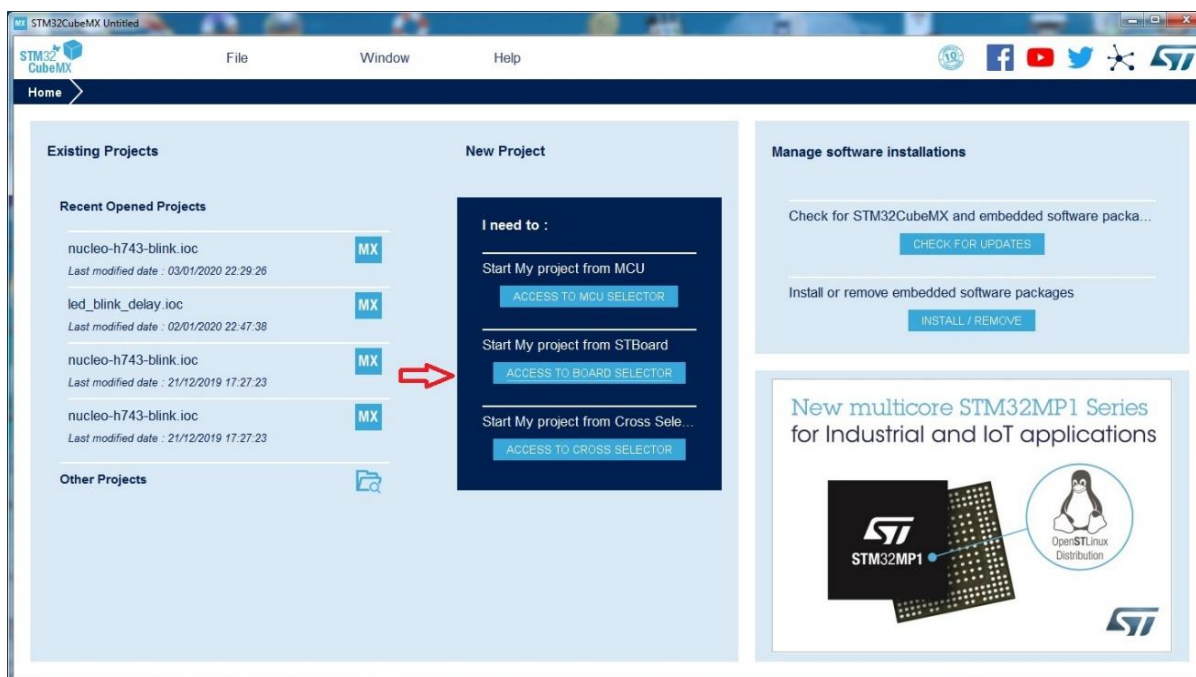 MX STM32CubeMX Untitled
STM32
CubeMX
File
Window
Help
10
Home
Existing Projects
Recent Opened Projects
nucleo-h743-blink.ioc
MX
Last modified date : 03/01/2020 22:29:26
led_blink_delay.ioc
MX
Last modified date : 02/01/2020 22:47:38
nucleo-h743-blink.ioc
MX
Last modified date : 21/12/2019 17:27:23
nucleo-h743-blink.ioc
MX
Last modified date : 21/12/2019 17:27:23
Other Projects
New Project
I need to :
Start My project from MCU
ACCESS TO MCU SELECTOR
Start My project from STBoard
ACCESS TO BOARD SELECTOR
Start My project from Cross Sele...
ACCESS TO CROSS SELECTOR
Manage software installations
Check for STM32CubeMX and embedded software packa...
CHECK FOR UPDATES
Install or remove embedded software packages
INSTALL / REMOVE
New multicore STM32MP1 Series
for Industrial and IoT applications
ST
STM32MP1
OpenSTLinux
Distribution
ST